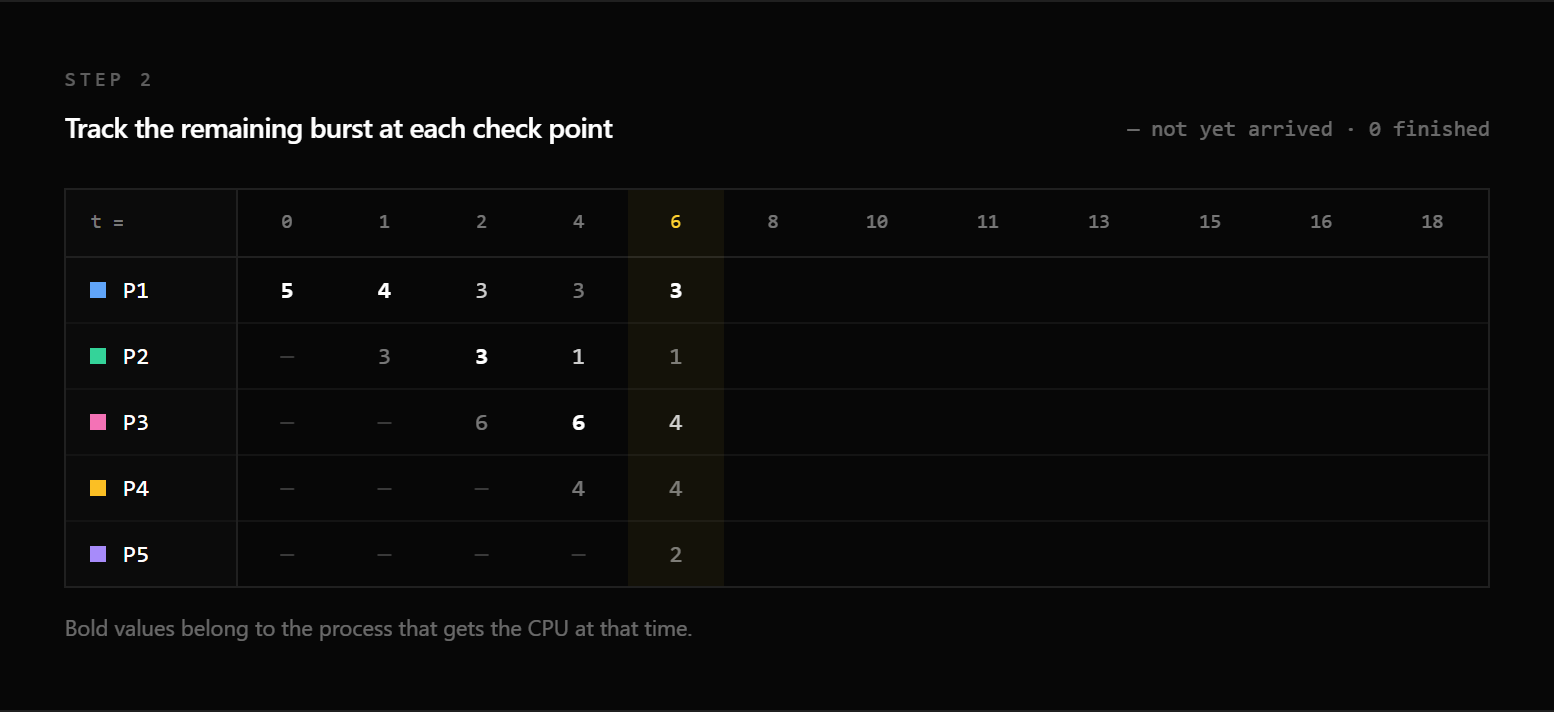 STEP 2
Track the remaining burst at each check point
— not yet arrived · 0 finished
t = 0 1 2 4 6 8 10 11 13 15 16 18
P1 5 4 3 3 3
P2 — 3 3 1 1
P3 — — 6 6 4
P4 — — — 4 4
P5 — — — — 2
Bold values belong to the process that gets the CPU at that time.